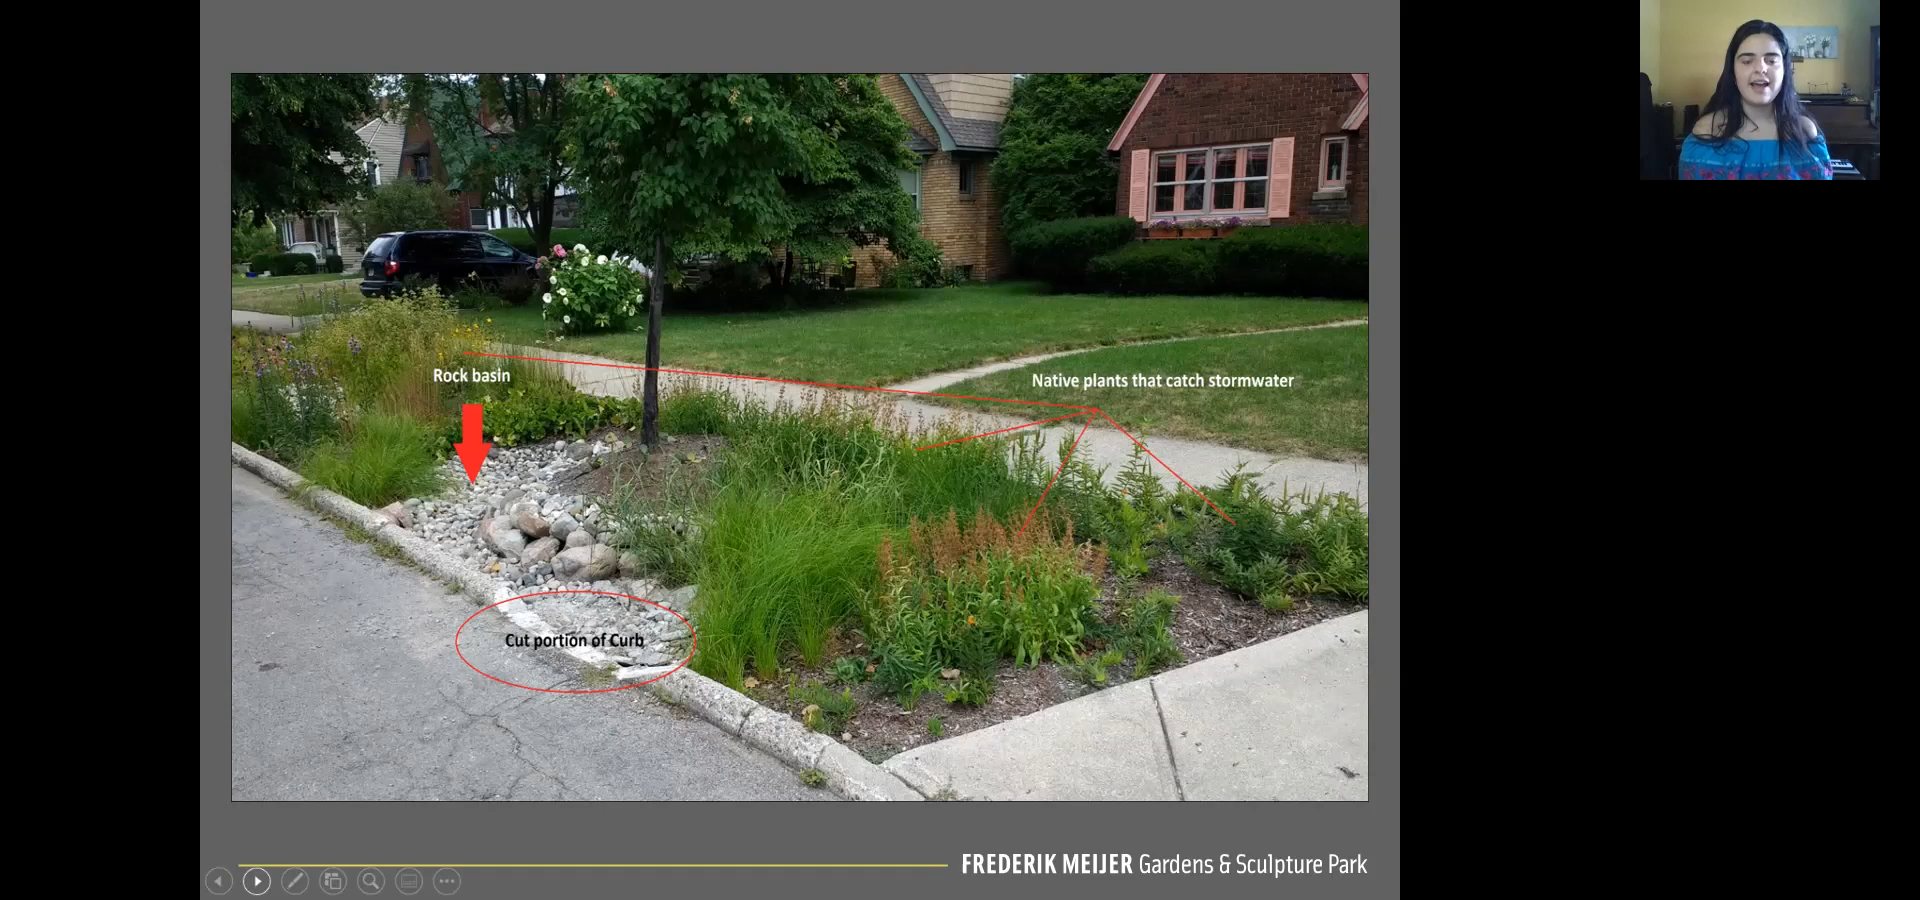 Rock basin
Native plants that catch stormwater
Cut portion of Curb
FREDERIK MEIJER Gardens & Sculpture Park